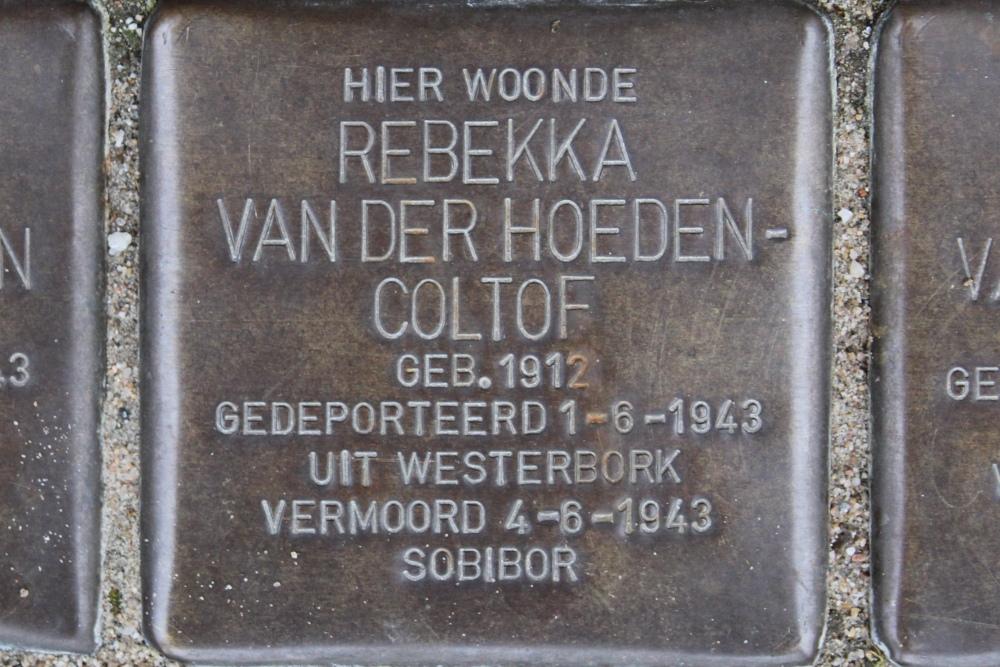 HIER WOONDE
REBEKKA
VAN DER HOEDEN-
COLTOF
GEB. 1912
GEDEPORTEERD 1-6-1943
UIT WESTERBORK
VERMOORD 4-6-1943
SOBIBOR